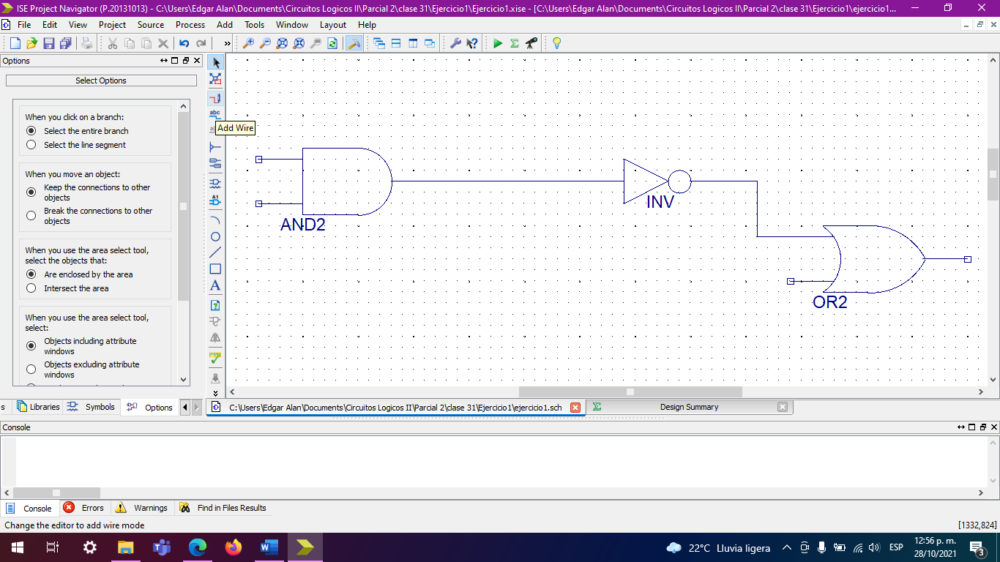 ISE Project Navigator (P.20131013) - C:\Users\Edgar Alan\Documents\Circuitos Logicos II\Parcial 2\clase 31\Ejercicio1\Ejercicio1.xise - [C:\Users\Edgar Alan\Documents\Circuitos Logicos II\Parcial 2\clase 31\Ejercicio1\ejercicio1...
File Edit View Project Source Process Add Tools Window Layout Help
»
Options
Select Options
When you click on a branch:
Select the entire branch
Select the line segment
When you move an object:
Keep the connections to other
objects
Break the connections to other
objects
When you use the area select tool,
select the objects that:
Are enclosed by the area
Intersect the area
When you use the area select tool,
select:
Objects including attribute
windows
Objects excluding attribute
windows
abc
Add Wire
A1
A
AND2
INV
OR2
s Libraries Symbols Options
C:\Users\Edgar Alan\Documents\Circuitos Logicos II\Parcial 2\clase 31\Ejercicio1\ejercicio1.sch
Design Summary
Console
Console Errors Warnings Find in Files Results
Change the editor to add wire mode
[1332,824]
22°C Lluvia ligera
ESP
12:56 p. m.
28/10/2021
3